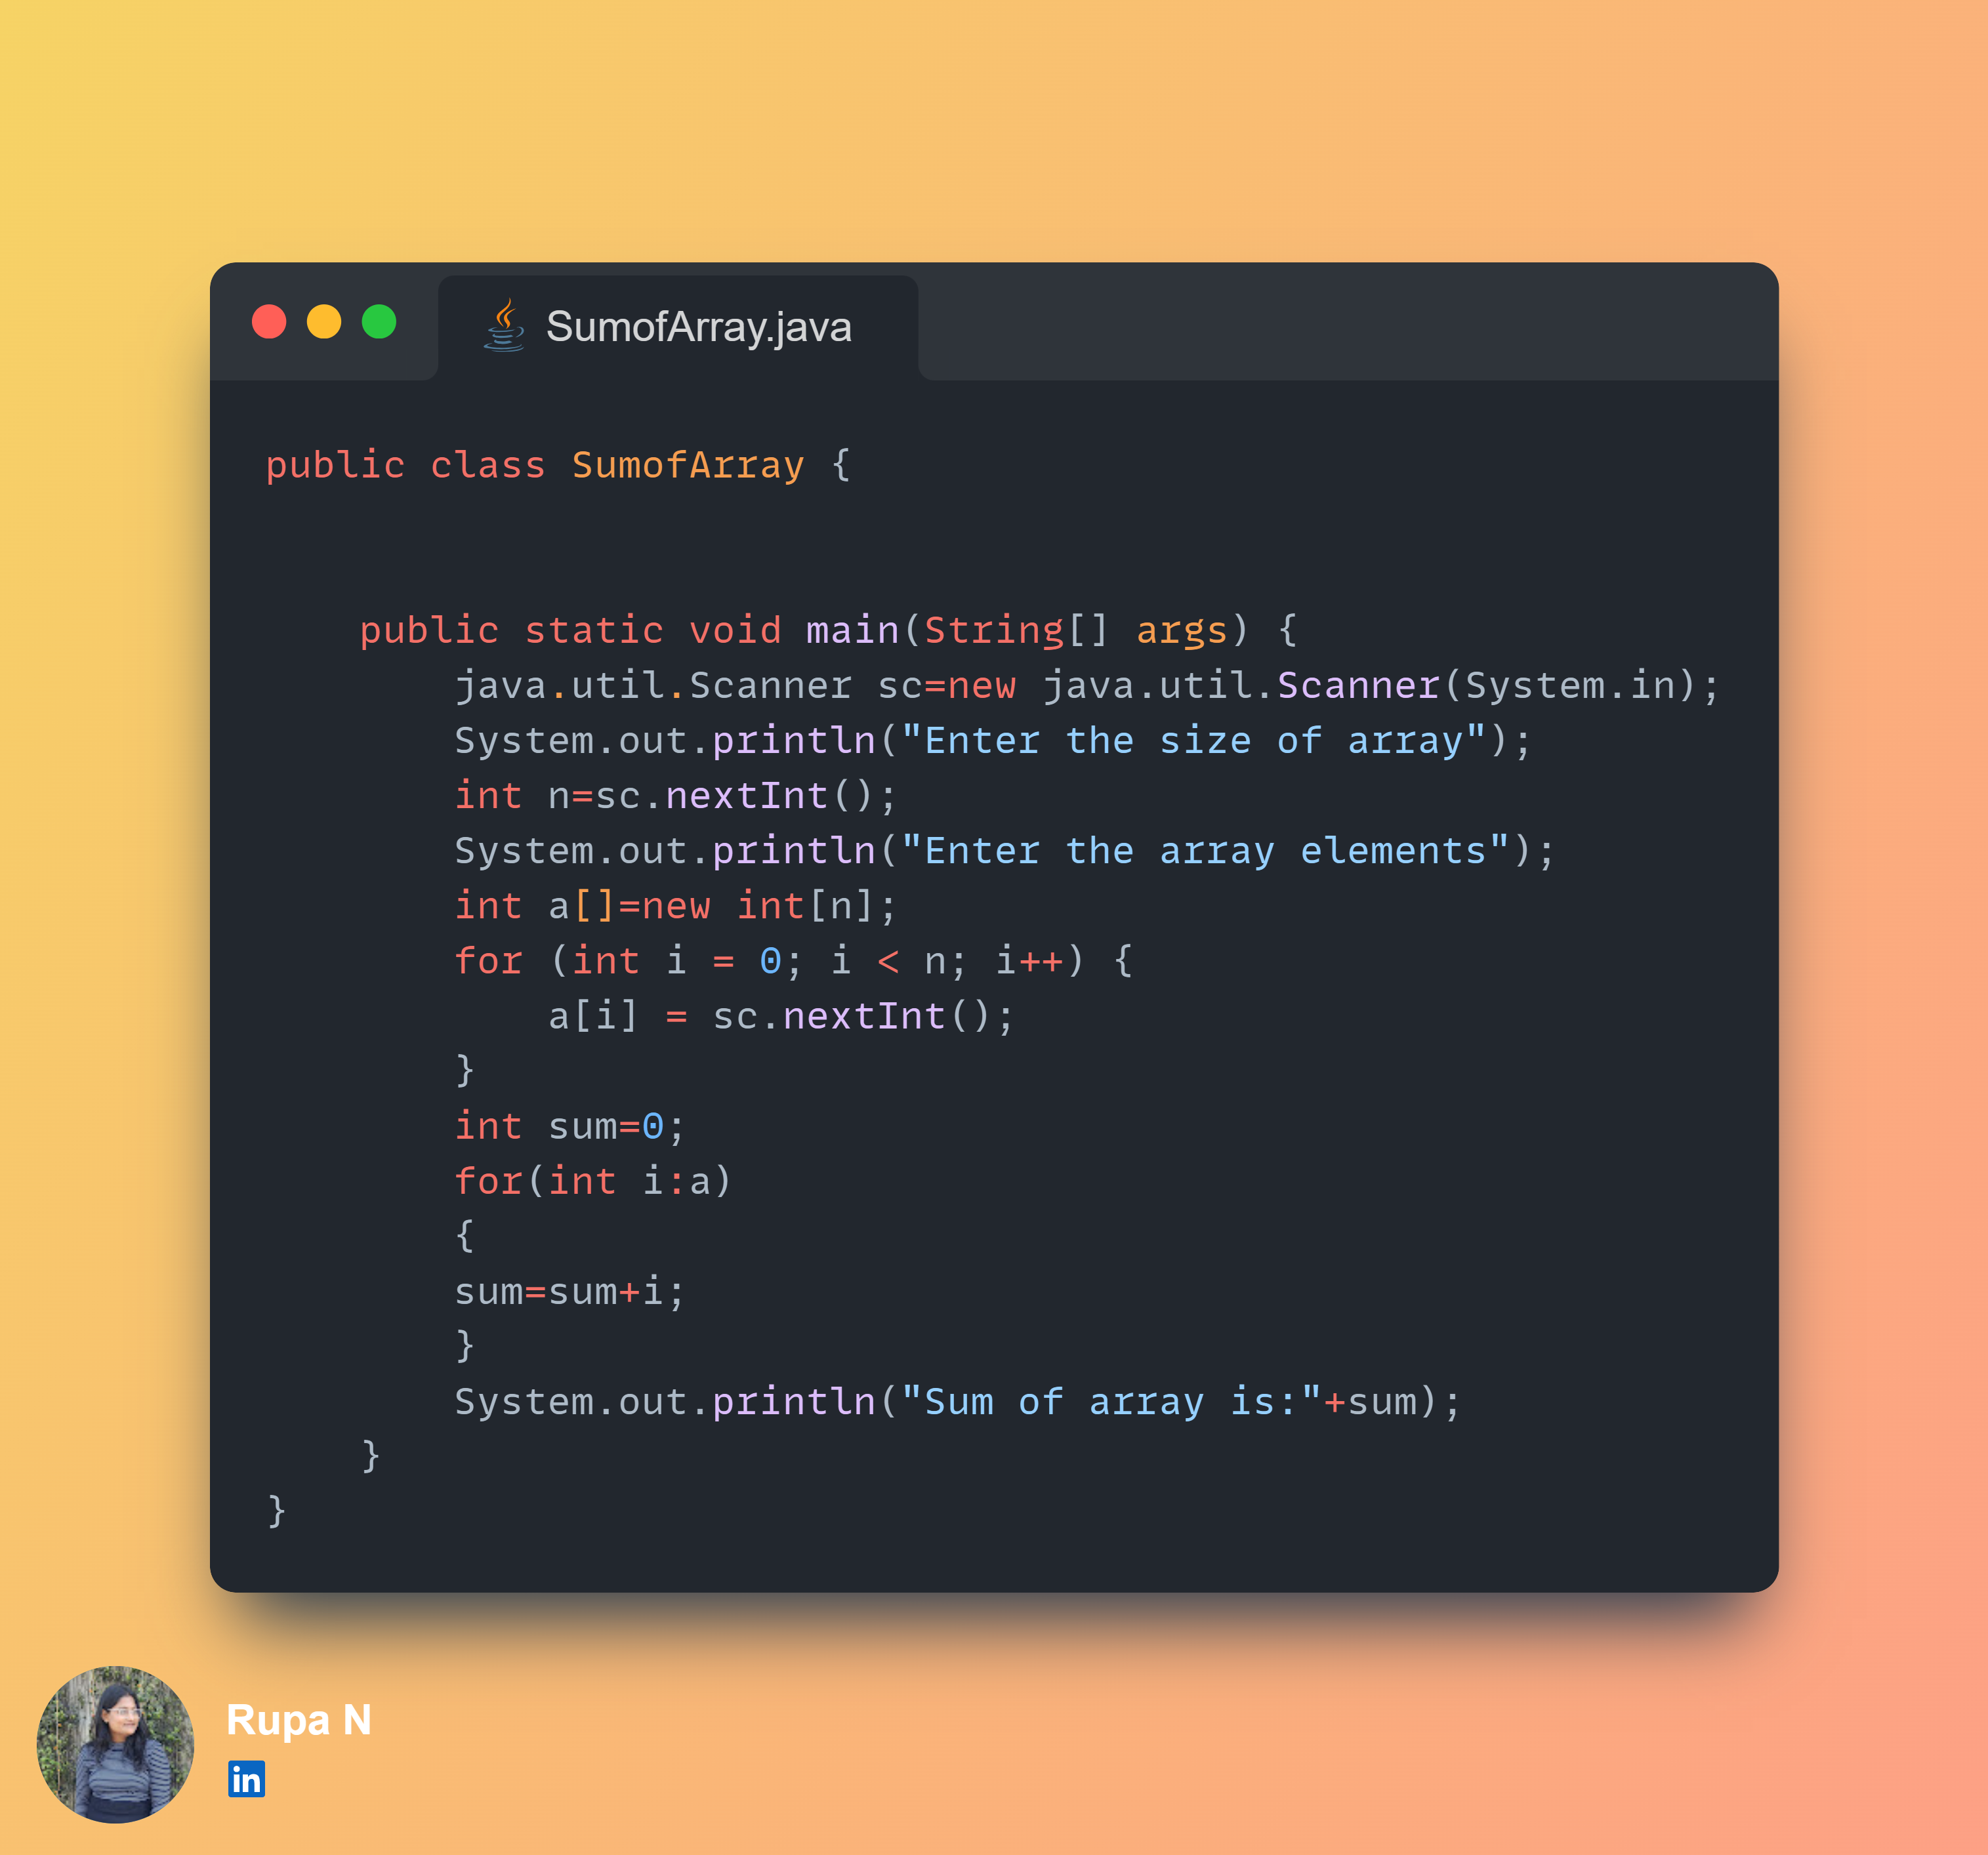 SumofArray.java
public class SumofArray {
    public static void main(String[] args) {
        java.util.Scanner sc=new java.util.Scanner(System.in);
        System.out.println("Enter the size of array");
        int n=sc.nextInt();
        System.out.println("Enter the array elements");
        int a[]=new int[n];
        for (int i = 0; i < n; i++) {
            a[i] = sc.nextInt();
        }
        int sum=0;
        for(int i:a)
        {
        sum=sum+i;
        }
        System.out.println("Sum of array is:"+sum);
    }
}
Rupa N
in